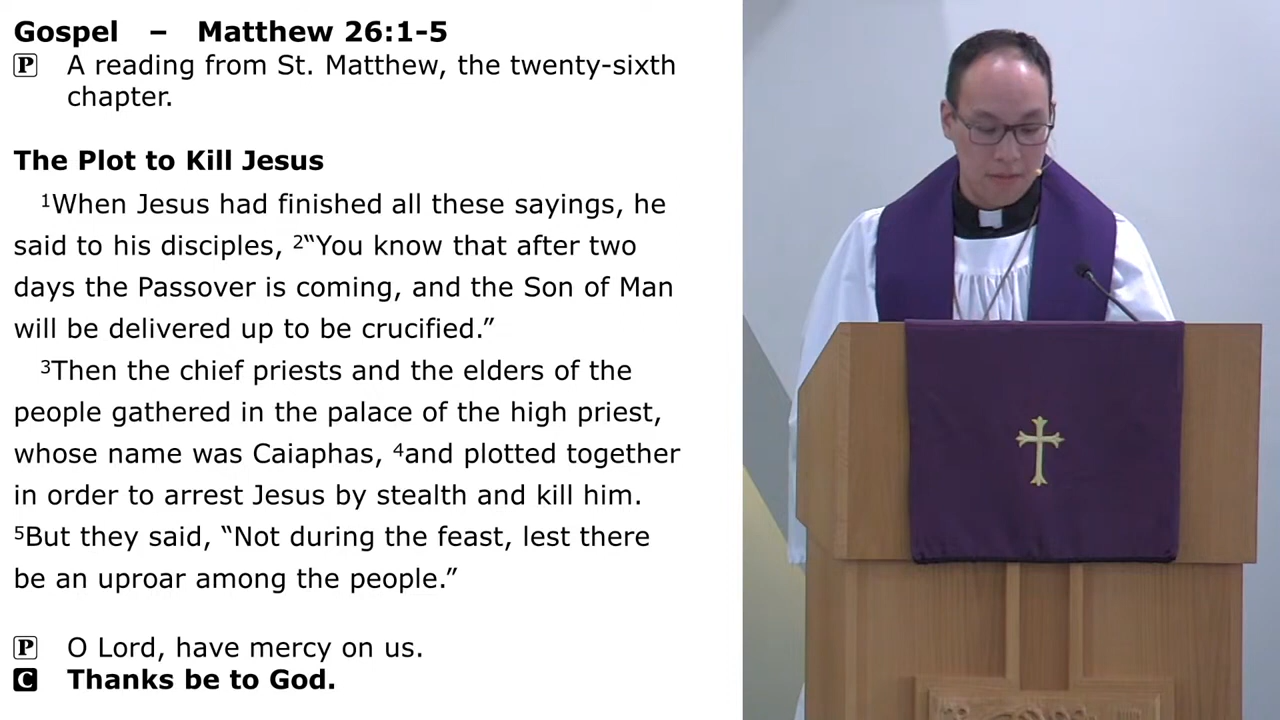 Gospel – Matthew 26:1-5
P A reading from St. Matthew, the twenty-sixth
chapter.
The Plot to Kill Jesus
1When Jesus had finished all these sayings, he
said to his disciples, 2“You know that after two
days the Passover is coming, and the Son of Man
will be delivered up to be crucified.”
3Then the chief priests and the elders of the
people gathered in the palace of the high priest,
whose name was Caiaphas, 4and plotted together
in order to arrest Jesus by stealth and kill him.
5But they said, “Not during the feast, lest there
be an uproar among the people.”
P O Lord, have mercy on us.
C Thanks be to God.